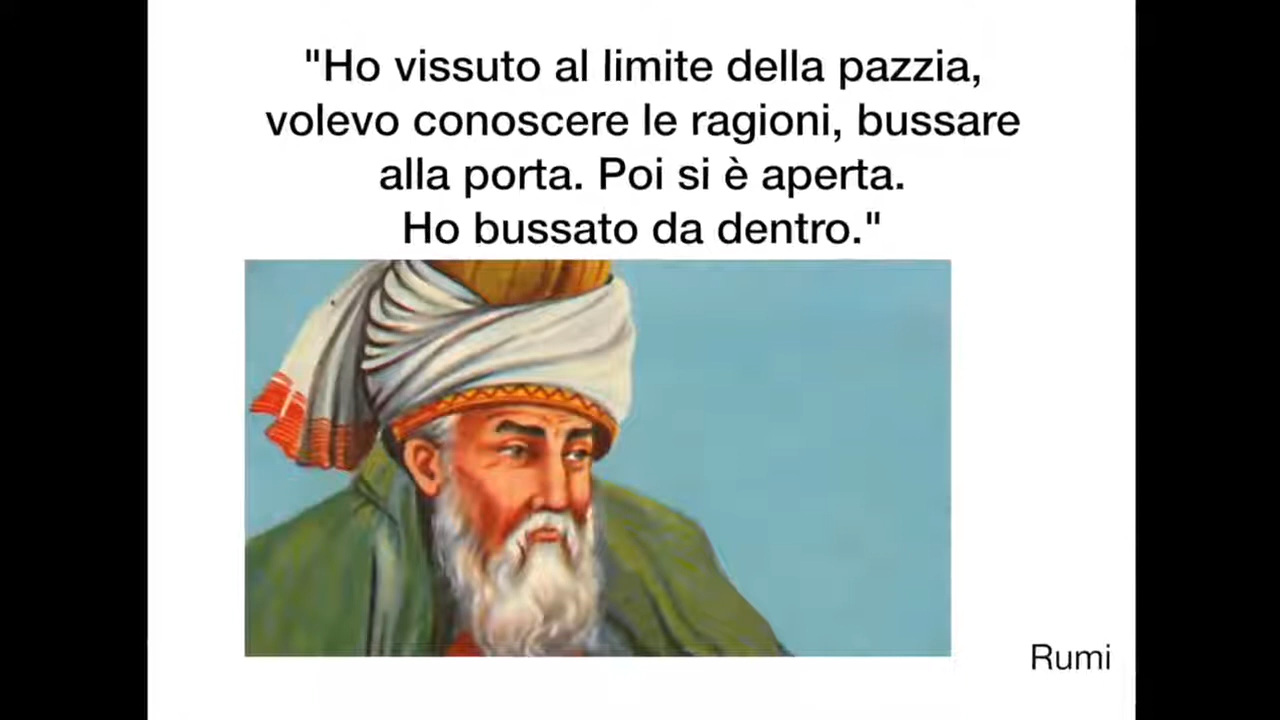 "Ho vissuto al limite della pazzia,
volevo conoscere le ragioni, bussare
alla porta. Poi si è aperta.
Ho bussato da dentro."
Rumi